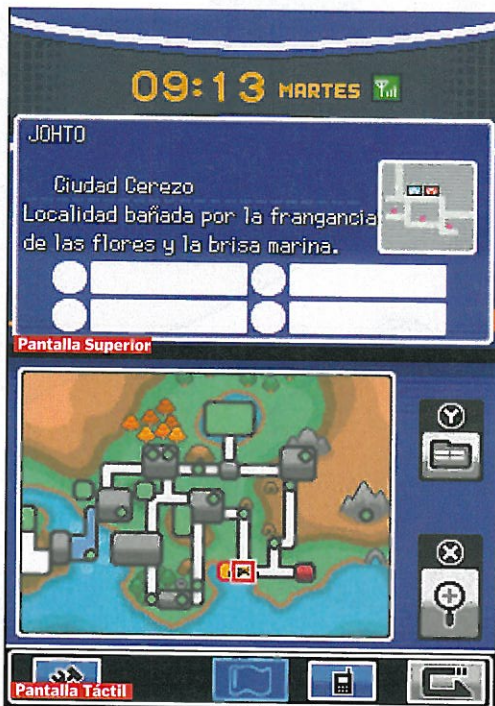 09:13 MARTES
JOHTO
Ciudad Cerezo
Localidad bañada por la frangancia
de las flores y la brisa marina.
Pantalla Superior
Y
X
Pantalla Táctil